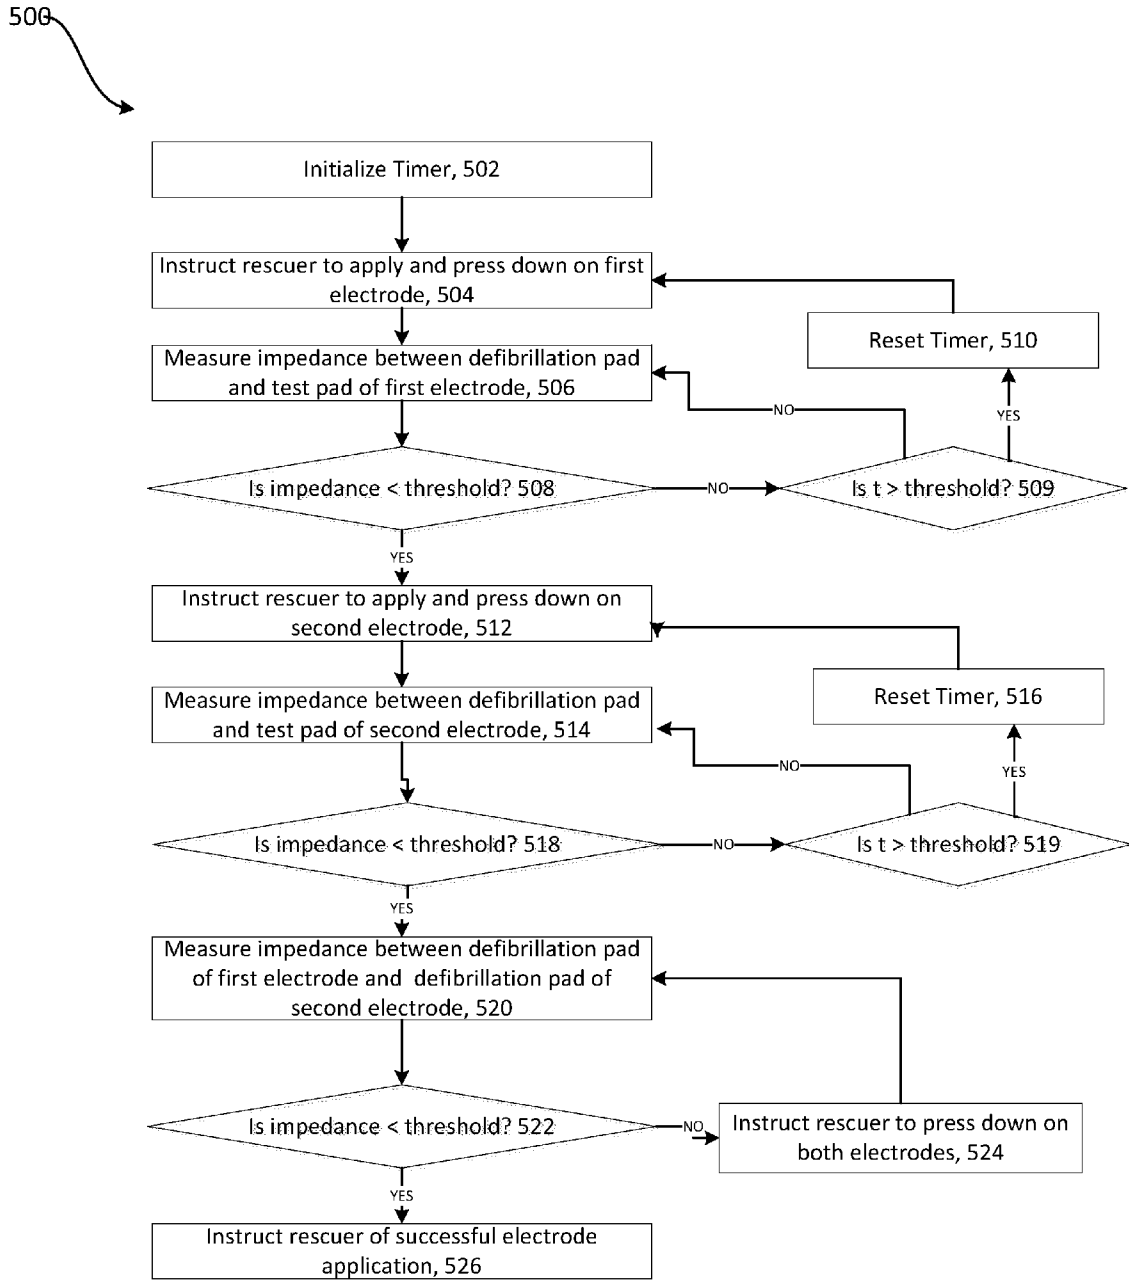 500
Initialize Timer, 502
Instruct rescuer to apply and press down on first
electrode, 504
Reset Timer, 510
Measure impedance between defibrillation pad
and test pad of first electrode, 506
NO
YES
Is impedance < threshold? 508
NO
Is t > threshold? 509
YES
Instruct rescuer to apply and press down on
second electrode, 512
Reset Timer, 516
Measure impedance between defibrillation pad
and test pad of second electrode, 514
NO
YES
Is impedance < threshold? 518
NO
Is t > threshold? 519
YES
Measure impedance between defibrillation pad
of first electrode and defibrillation pad of
second electrode, 520
Is impedance < threshold? 522
NO
Instruct rescuer to press down on
both electrodes, 524
YES
Instruct rescuer of successful electrode
application, 526